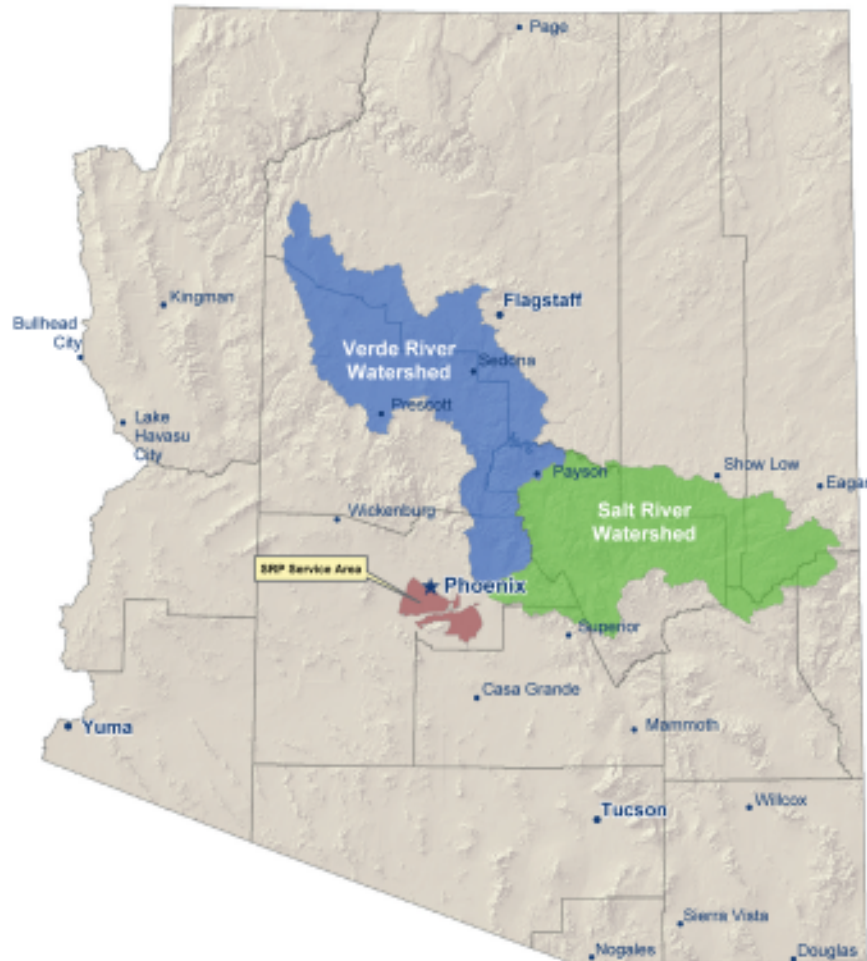 Page
Kingman
Flagstaff
Bullhead
City
Verde River
Watershed
Sedona
Prescott
Lake
Havasu
City
Payson
Show Low
Eagar
Wickenburg
Salt River
Watershed
SRP Service Area
Phoenix
Superior
Casa Grande
Yuma
Mammoth
Willcox
Tucson
Sierra Vista
Nogales
Douglas